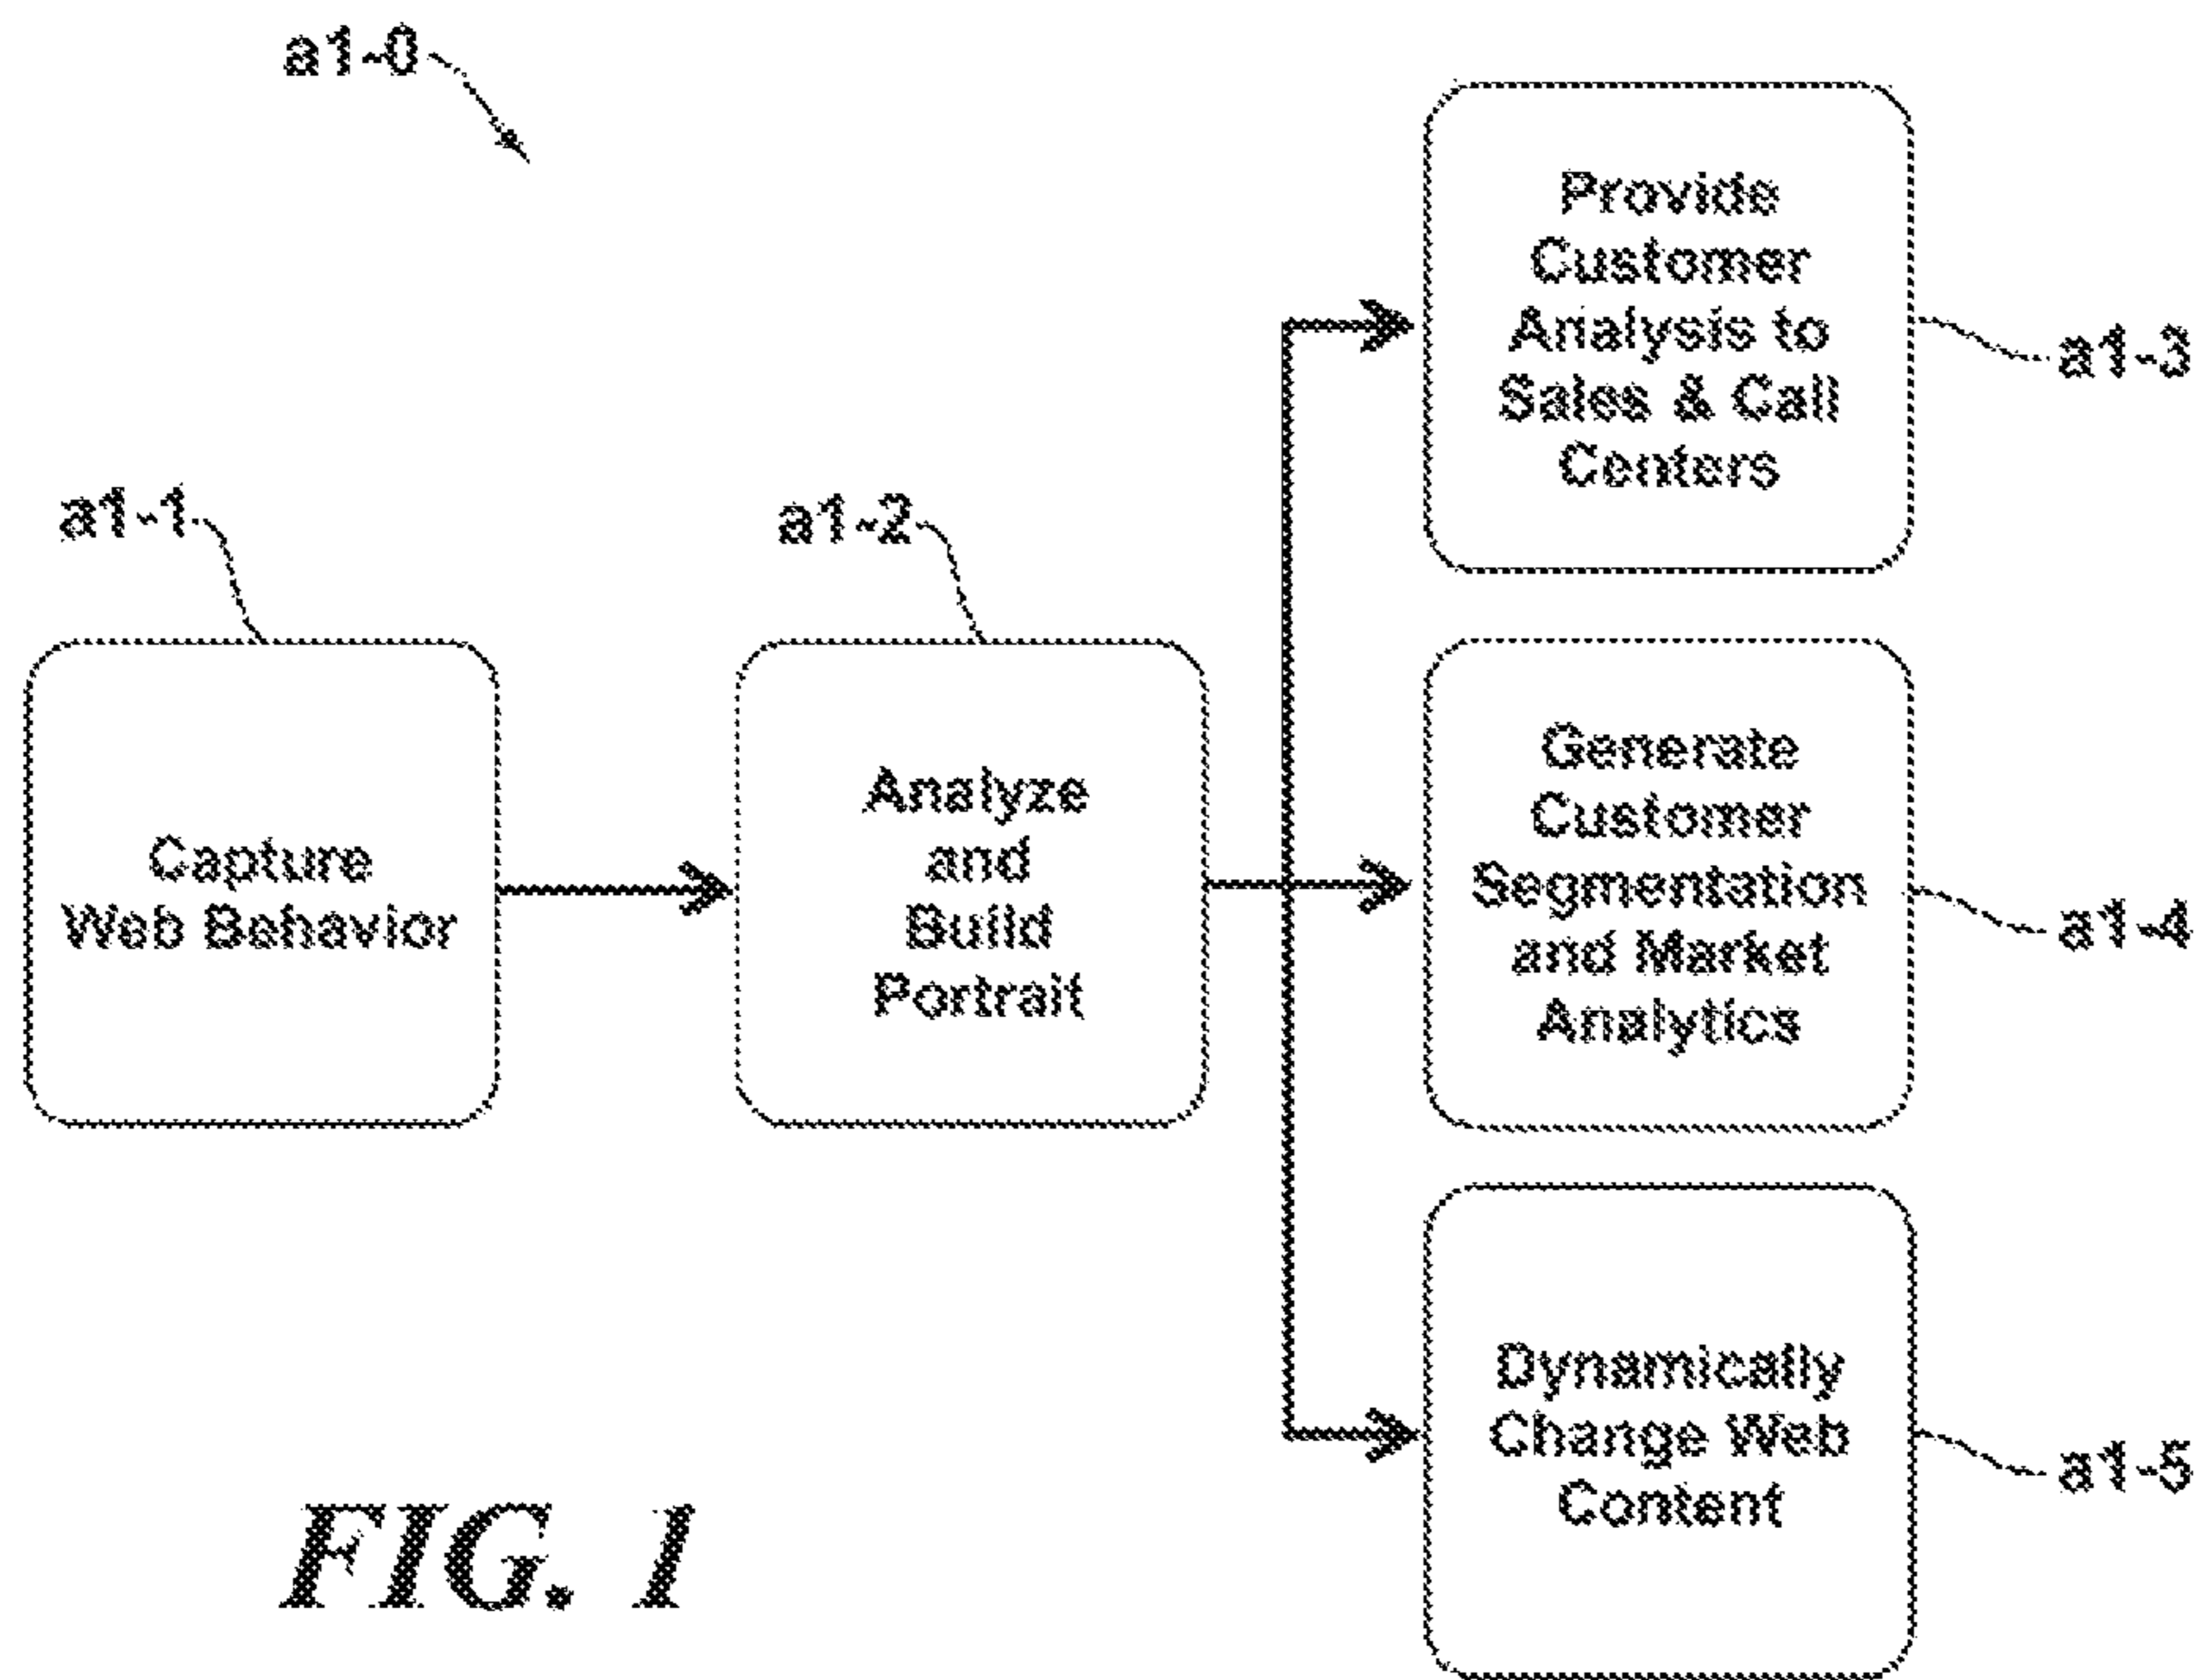 a1-0
a1-1
Capture
Web Behavior
a1-2
Analyze
and
Build
Portrait
Provide
Customer
Analysis to
Sales & Call
Centers
a1-3
Generate
Customer
Segmentation
and Market
Analytics
a1-4
Dynamically
Change Web
Content
a1-5
FIG. 1